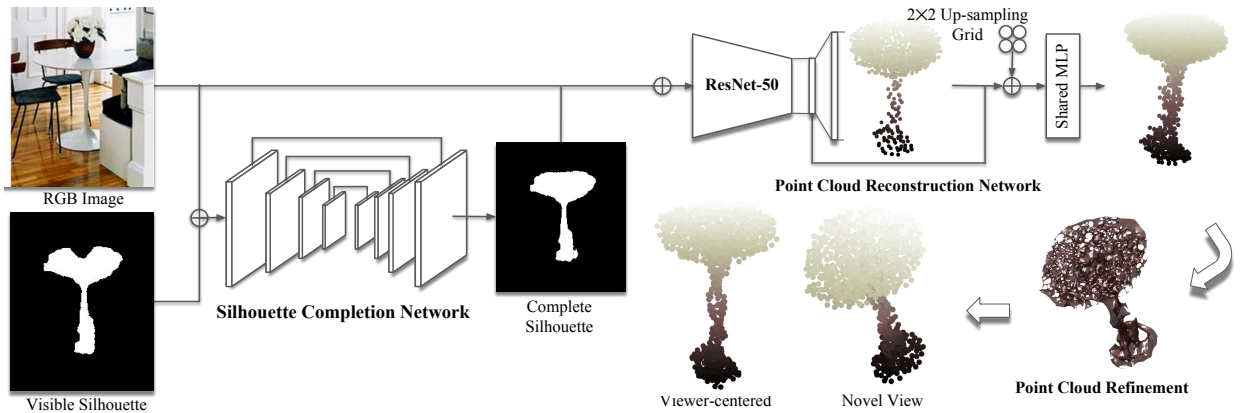 2×2 Up-sampling
Grid
ResNet-50
Shared MLP
RGB Image
Point Cloud Reconstruction Network
Silhouette Completion Network
Complete
Silhouette
Visible Silhouette
Viewer-centered
Novel View
Point Cloud Refinement